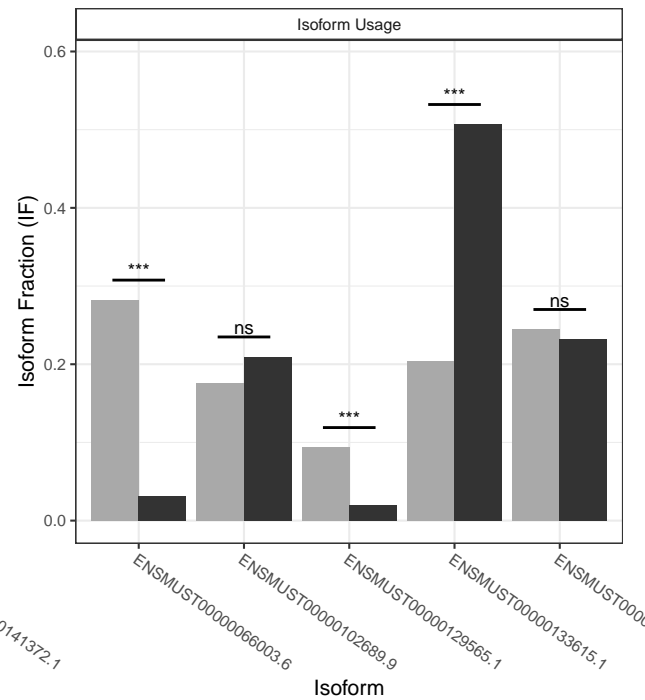 Isoform Usage
0.6
***
0.4
***
ns
ns
0.2
***
0.0
Isoform Fraction (IF)
0141372.1
ENSMUST00000066003.6
ENSMUST00000102689.9
ENSMUST00000129565.1
ENSMUST00000133615.1
ENSMUST0000
Isoform